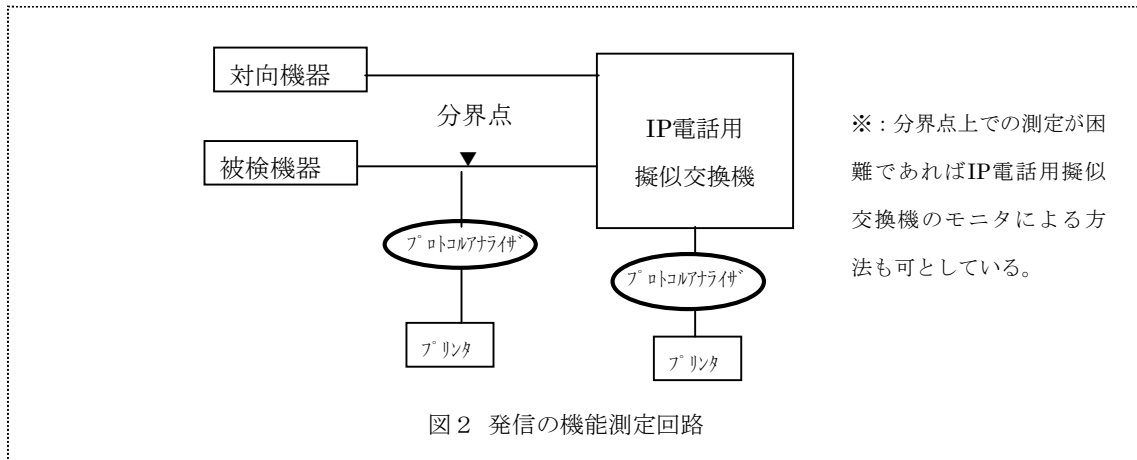 対向機器
分界点
被検機器
IP電話用
擬似交換機
ﾌﾟﾛﾄｺﾙｱﾅﾗｲｻﾞ
ﾌﾟﾘﾝﾀ
ﾌﾟﾛﾄｺﾙｱﾅﾗｲｻﾞ
ﾌﾟﾘﾝﾀ
※：分界点上での測定が困
難であればIP電話用擬似
交換機のモニタによる方
法も可としている。
図２ 発信の機能測定回路